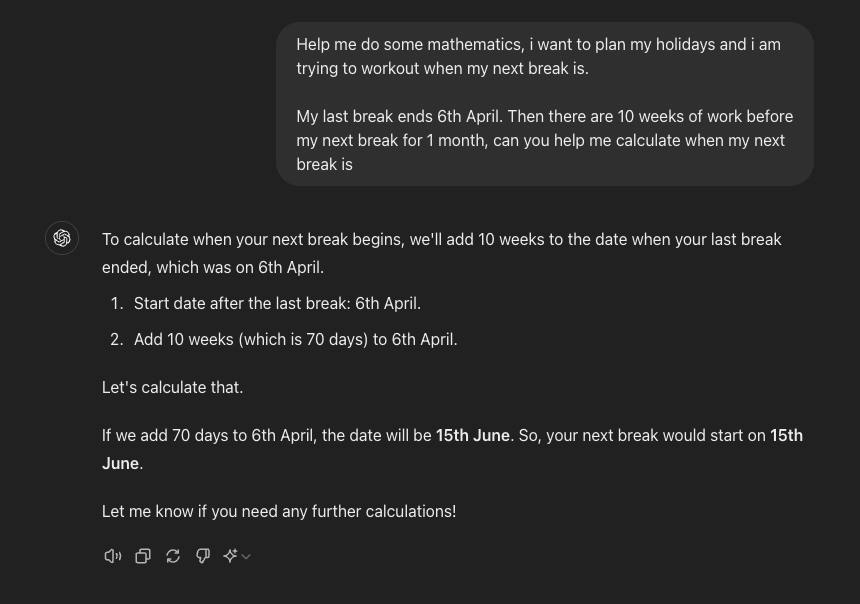 Help me do some mathematics, i want to plan my holidays and i am
trying to workout when my next break is.
My last break ends 6th April. Then there are 10 weeks of work before
my next break for 1 month, can you help me calculate when my next
break is
To calculate when your next break begins, we'll add 10 weeks to the date when your last break
ended, which was on 6th April.
1. Start date after the last break: 6th April.
2. Add 10 weeks (which is 70 days) to 6th April.
Let's calculate that.
If we add 70 days to 6th April, the date will be 15th June. So, your next break would start on 15th
June.
Let me know if you need any further calculations!